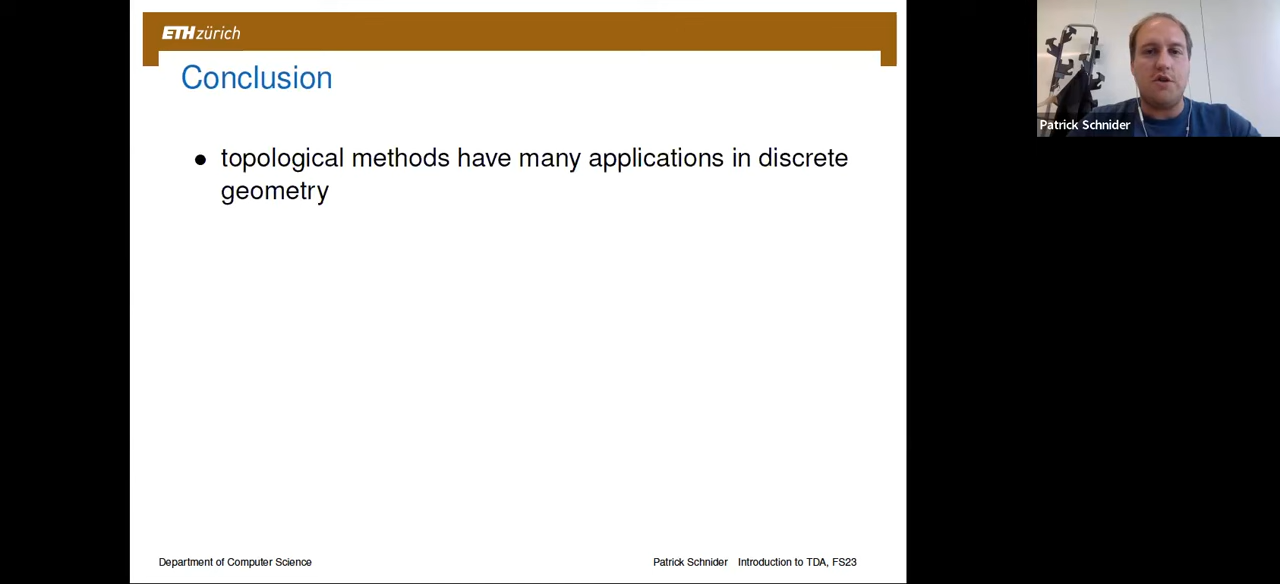 ETH zürich
Conclusion
● topological methods have many applications in discrete
geometry
Patrick Schnider
Department of Computer Science
Patrick Schnider Introduction to TDA, FS23